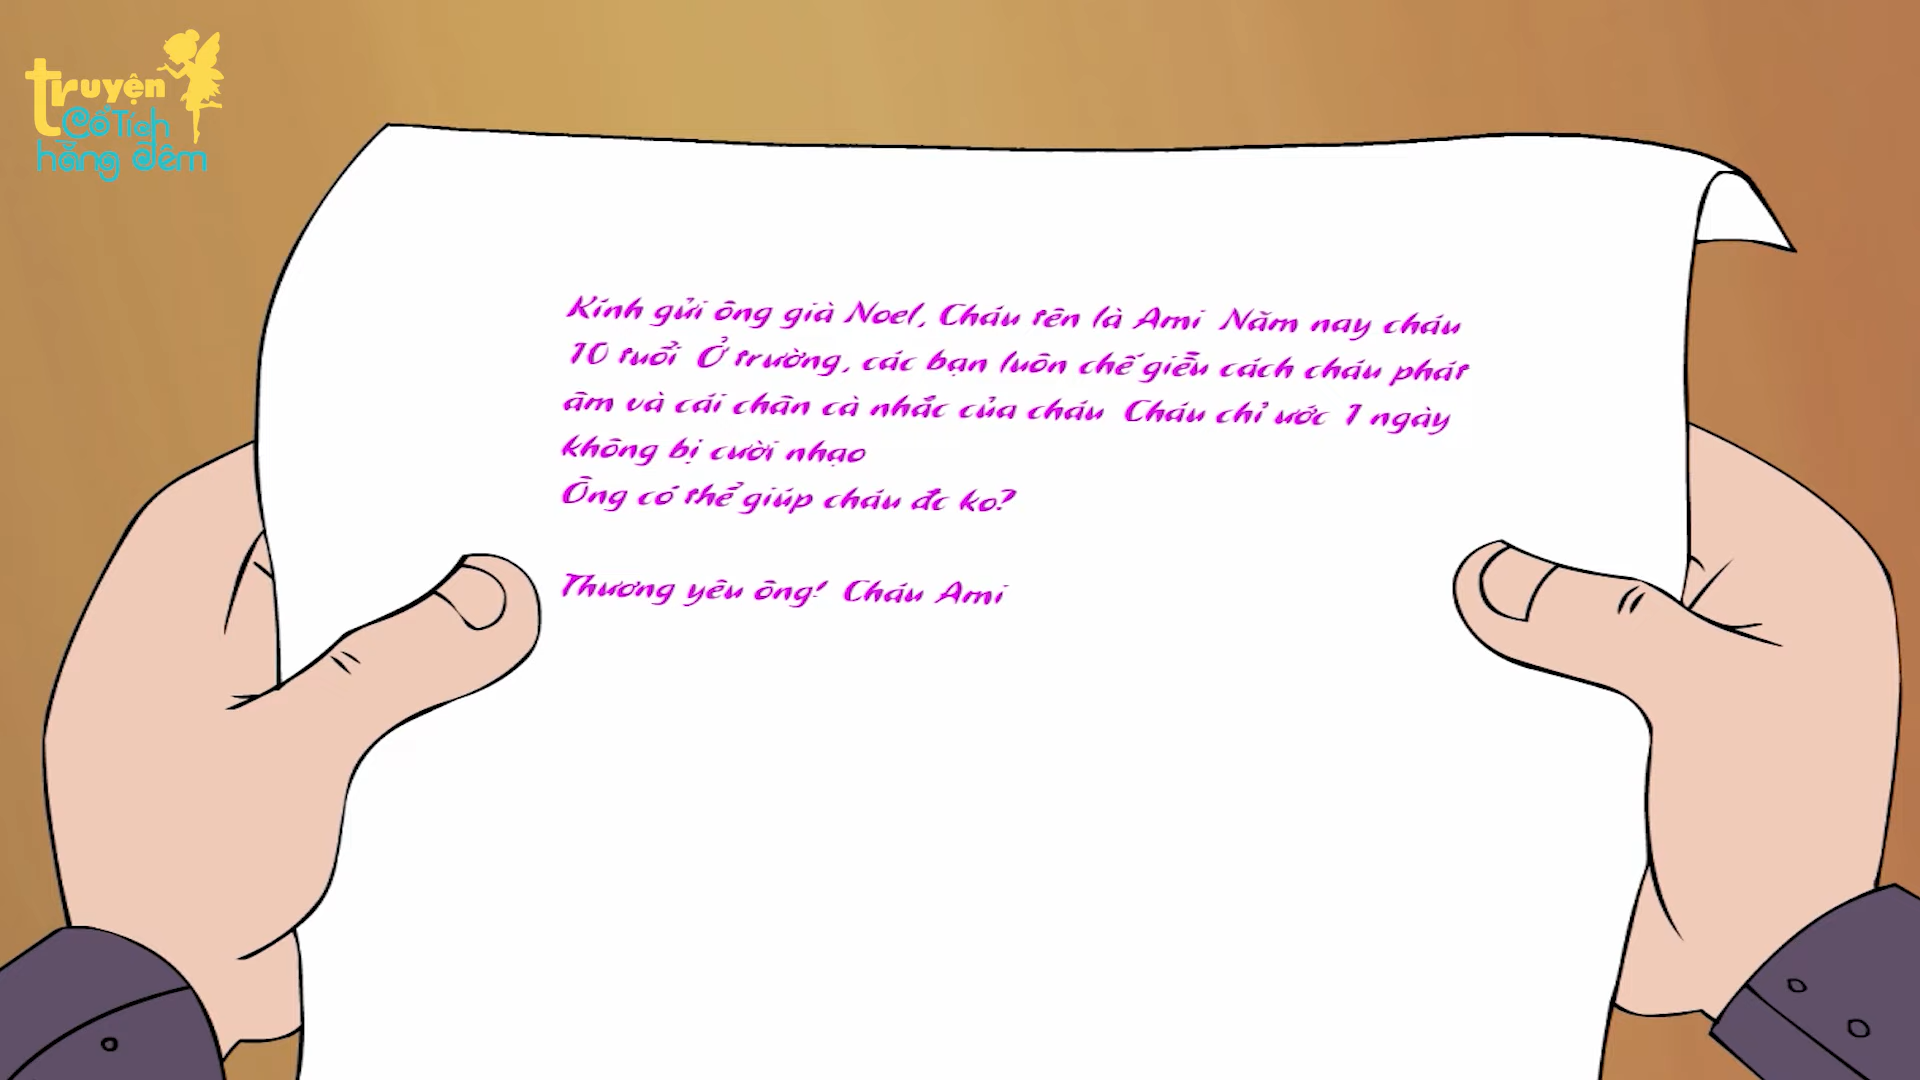 truyện
Cổ Tích
hằng đêm
Kính gửi ông già Noel, Cháu tên là Ami Năm nay cháu
10 tuổi Ở trường, các bạn luôn chế giễu cách cháu phát
âm và cái chân cà nhắc của cháu Cháu chỉ ước 1 ngày
không bị cười nhạo
Ông có thể giúp cháu đc ko?
Thương yêu ông! Cháu Ami